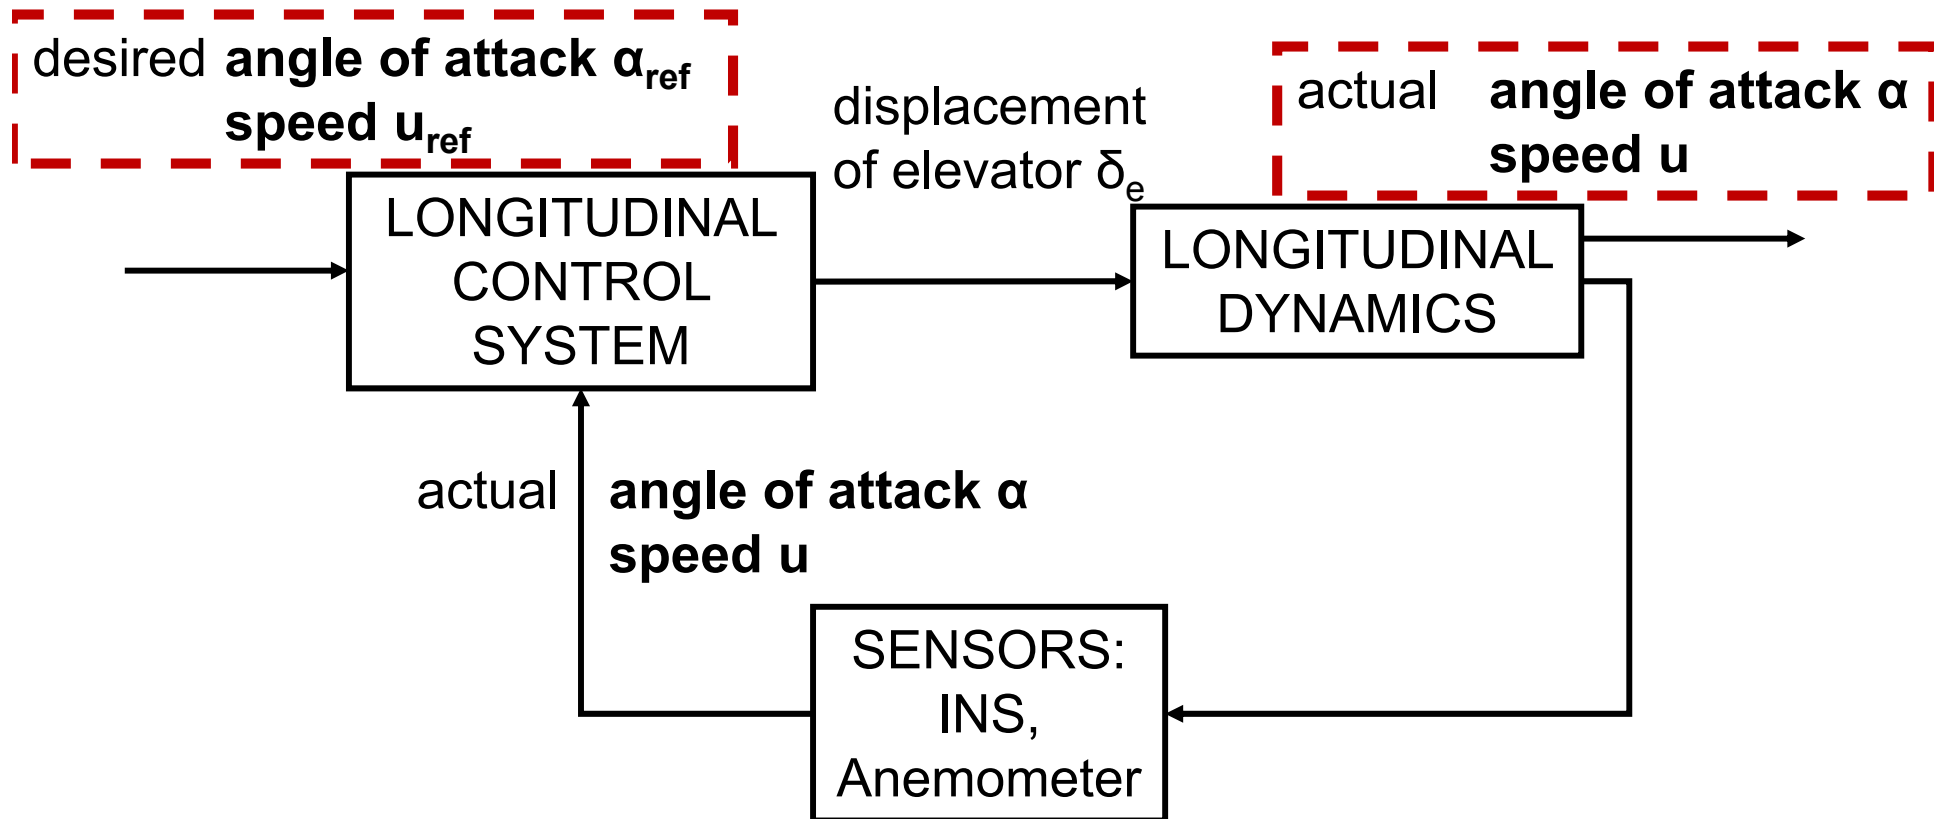 desired angle of attack αref
speed uref
displacement
of elevator δe
actual angle of attack α
speed u
LONGITUDINAL
CONTROL
SYSTEM
LONGITUDINAL
DYNAMICS
actual angle of attack α
speed u
SENSORS:
INS,
Anemometer